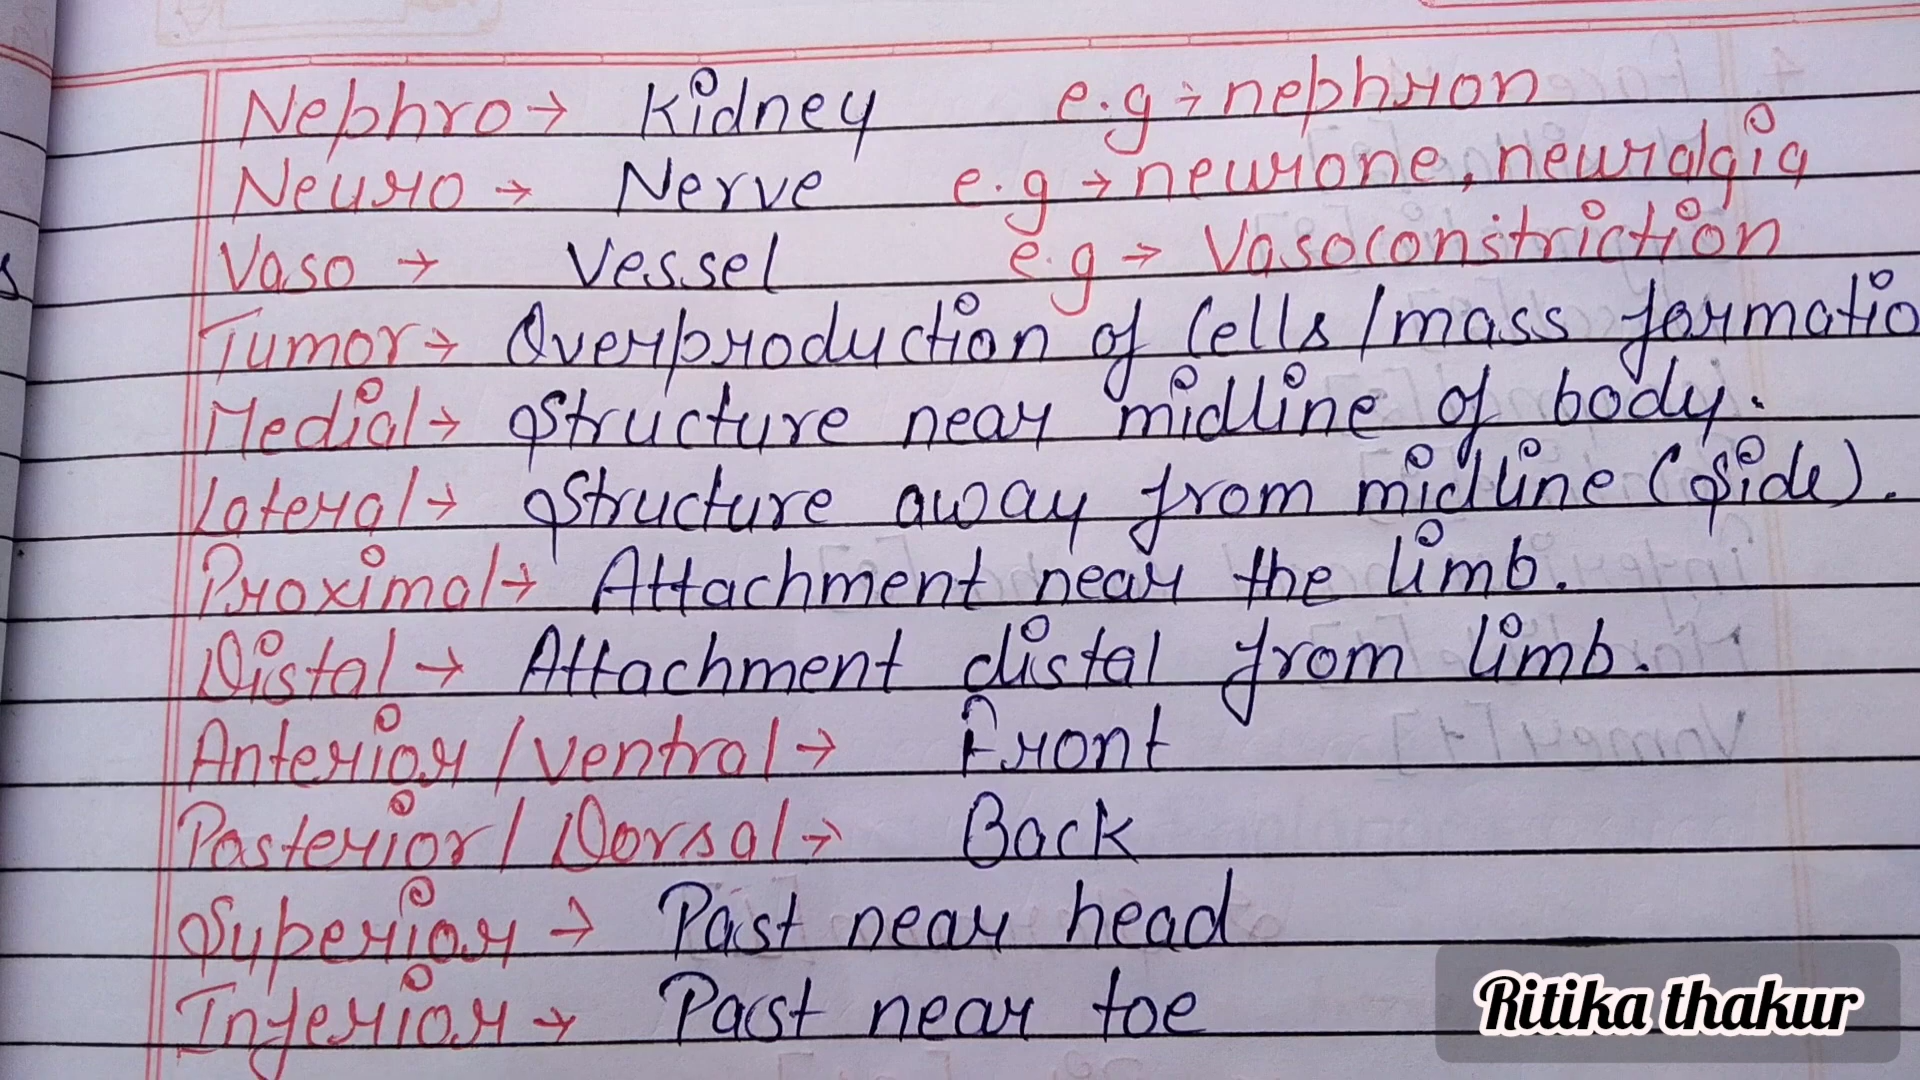 Nephro → Kidney e.g → nephron
Neuro → Nerve e.g → neurone, neuralgia
Vaso → Vessel e.g → Vasoconstriction
Tumor → Overproduction of Cells / mass formatio
Medial → Structure near midline of body.
Lateral → Structure away from midline (side).
Proximal → Attachment near the limb.
Distal → Attachment distal from limb.
Anterior / Ventral → Front
Posterior / Dorsal → Back
Superior → Past near head
Inferior → Past near toe
Ritika thakur